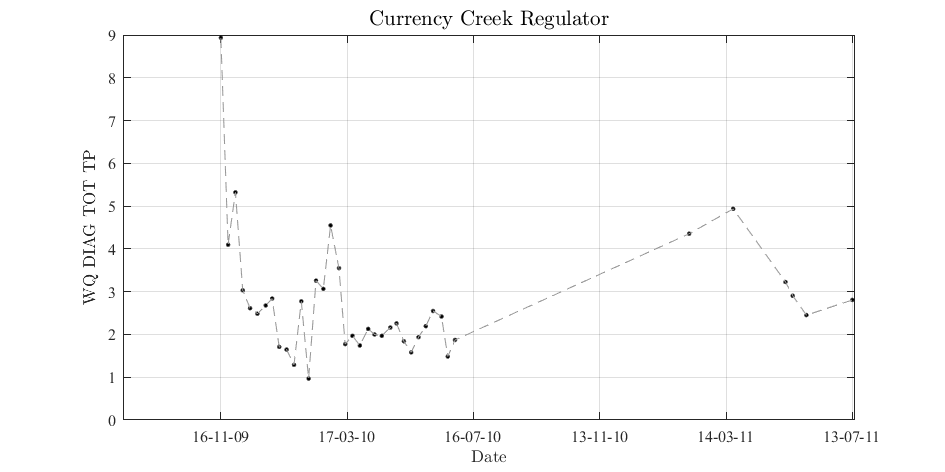 Currency Creek Regulator
WQ DIAG TOT TP
9
8
7
6
5
4
3
2
1
0
16-11-09 17-03-10 16-07-10 13-11-10 14-03-11 13-07-11
Date